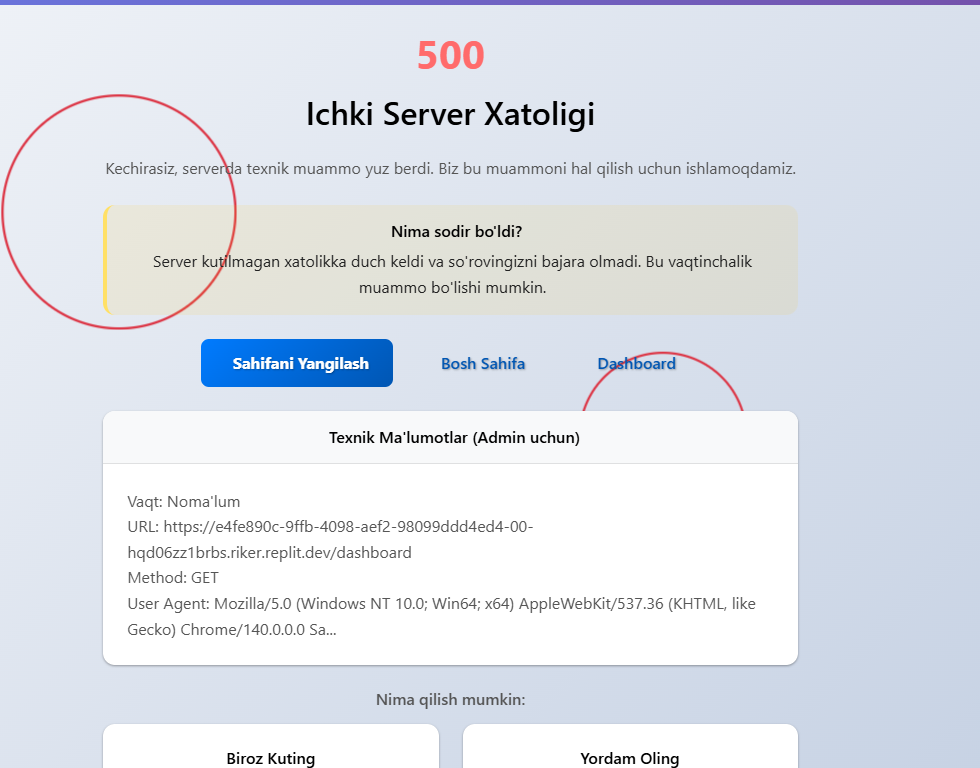 500
Ichki Server Xatoligi
Kechirasiz, serverda texnik muammo yuz berdi. Biz bu muammoni hal qilish uchun ishlamoqdamiz.
Nima sodir bo'ldi?
Server kutilmagan xatolikka duch keldi va so'rovingizni bajara olmadi. Bu vaqtinchalik
muammo bo'lishi mumkin.
Sahifani Yangilash
Bosh Sahifa
Dashboard
Texnik Ma'lumotlar (Admin uchun)
Vaqt: Noma'lum
URL: https://e4fe890c-9ffb-4098-aef2-98099ddd4ed4-00-
hqd06zz1brbs.riker.replit.dev/dashboard
Method: GET
User Agent: Mozilla/5.0 (Windows NT 10.0; Win64; x64) AppleWebKit/537.36 (KHTML, like
Gecko) Chrome/140.0.0.0 Sa...
Nima qilish mumkin:
Biroz Kuting
Yordam Oling